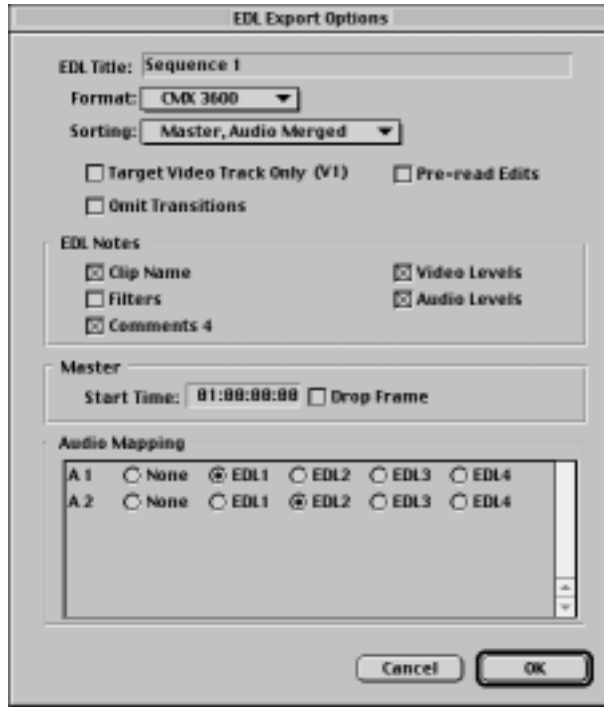 EDL Export Options
EDL Title: Sequence 1
Format: CMX 3600
Sorting: Master, Audio Merged
Target Video Track Only (V1) Pre-read Edits
Omit Transitions
EDL Notes
Clip Name Video Levels
Filters Audio Levels
Comments 4
Master
Start Time: 01:00:00:00 Drop Frame
Audio Mapping
A 1 None EDL1 EDL2 EDL3 EDL4
A 2 None EDL1 EDL2 EDL3 EDL4
Cancel OK